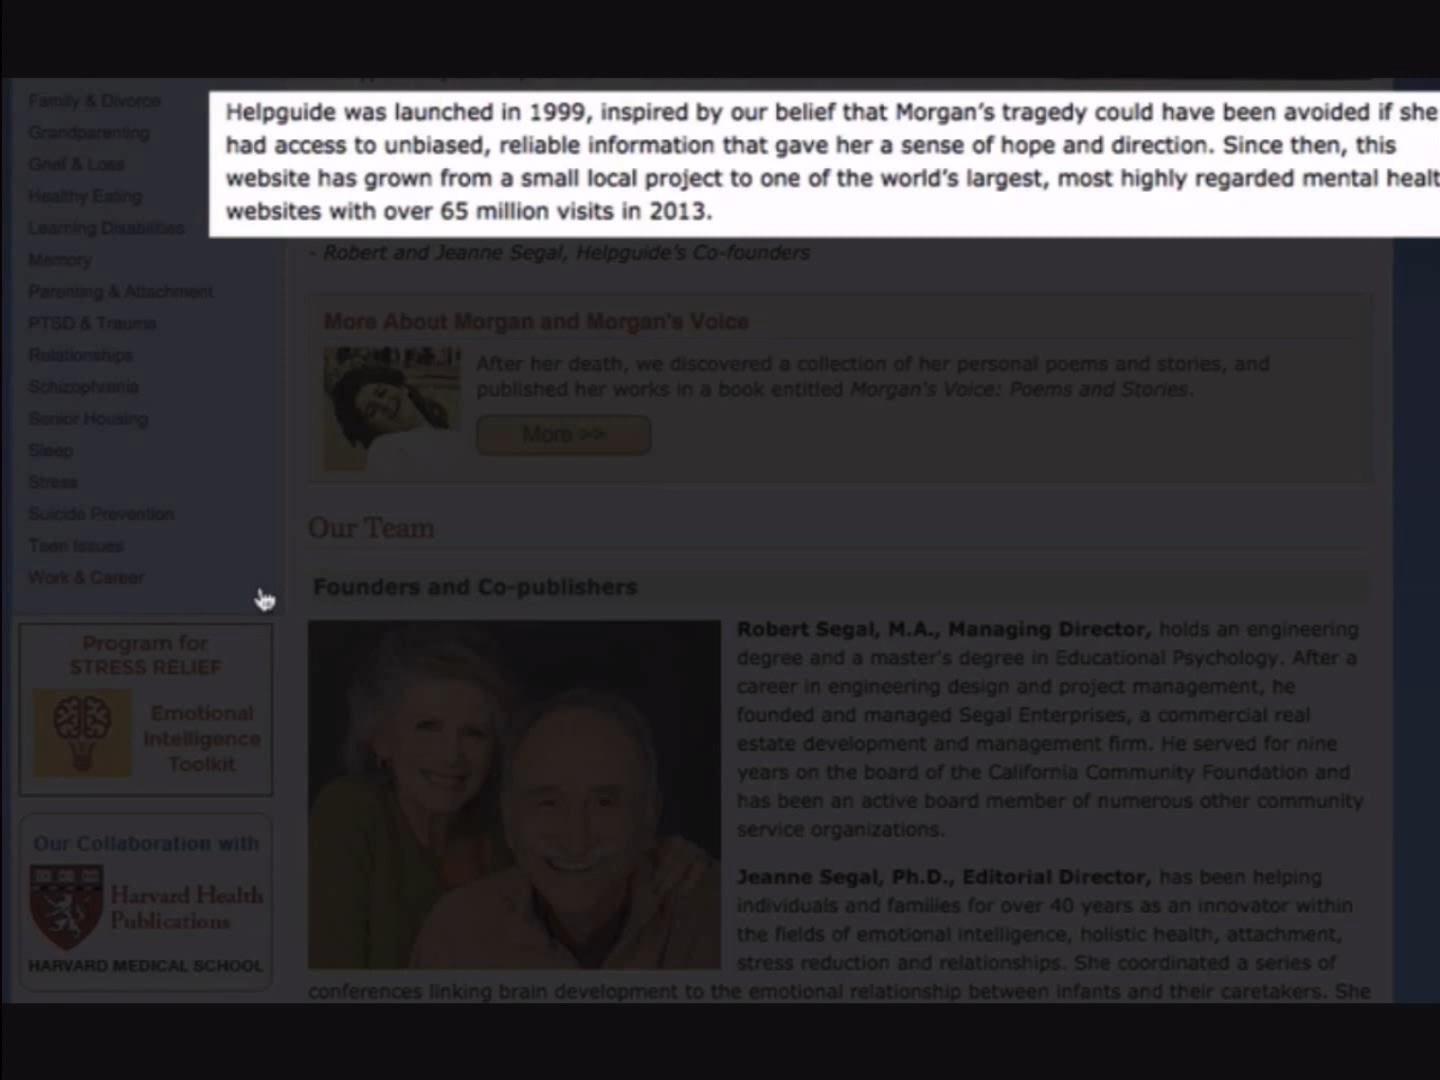 Family & Divorce
Grandparenting
Grief & Loss
Healthy Eating
Learning Disabilities
Memory
Parenting & Attachment
PTSD & Trauma
Relationships
Schizophrenia
Senior Housing
Sleep
Stress
Suicide Prevention
Teen Issues
Work & Career
Program for
STRESS RELIEF
Emotional
Intelligence
Toolkit
Our Collaboration with
Harvard Health
Publications
HARVARD MEDICAL SCHOOL
Helpguide was launched in 1999, inspired by our belief that Morgan's tragedy could have been avoided if she
had access to unbiased, reliable information that gave her a sense of hope and direction. Since then, this
website has grown from a small local project to one of the world's largest, most highly regarded mental healt
websites with over 65 million visits in 2013.
- Robert and Jeanne Segal, Helpguide's Co-founders
More About Morgan and Morgan's Voice
After her death, we discovered a collection of her personal poems and stories, and
published her works in a book entitled Morgan's Voice: Poems and Stories.
More >>
Our Team
Founders and Co-publishers
Robert Segal, M.A., Managing Director, holds an engineering
degree and a master's degree in Educational Psychology. After a
career in engineering design and project management, he
founded and managed Segal Enterprises, a commercial real
estate development and management firm. He served for nine
years on the board of the California Community Foundation and
has been an active board member of numerous other community
service organizations.
Jeanne Segal, Ph.D., Editorial Director, has been helping
individuals and families for over 40 years as an innovator within
the fields of emotional intelligence, holistic health, attachment,
stress reduction and relationships. She coordinated a series of
conferences linking brain development to the emotional relationship between infants and their caretakers. She